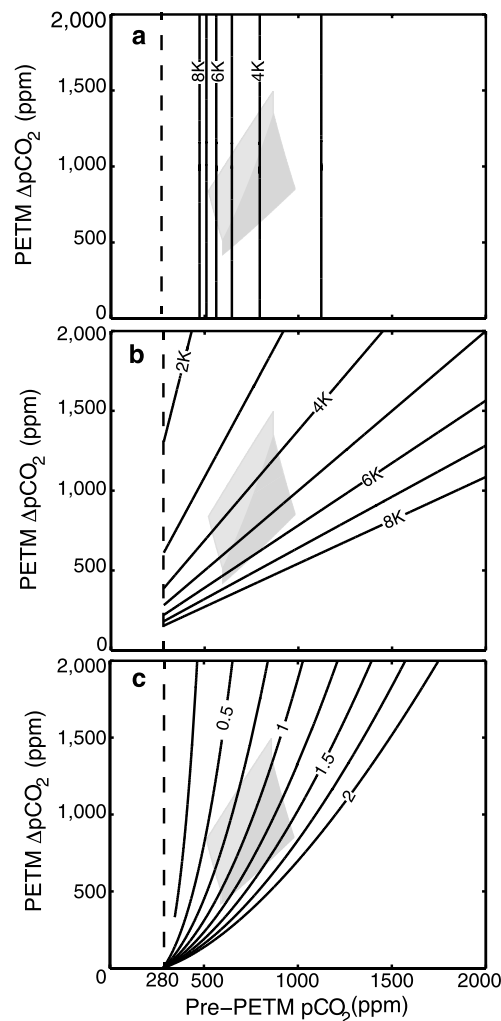 2,000
a
8K 6K 4K
1,500
1,000
500
0
PETM ΔpCO2 (ppm)
2,000
b
2K
4K
1,500
6K
1,000
8K
500
0
PETM ΔpCO2 (ppm)
2,000
c
0.5 1
1,500
1.5
2
1,000
500
0
PETM ΔpCO2 (ppm)
280 500 1000 1500 2000
Pre−PETM pCO2(ppm)